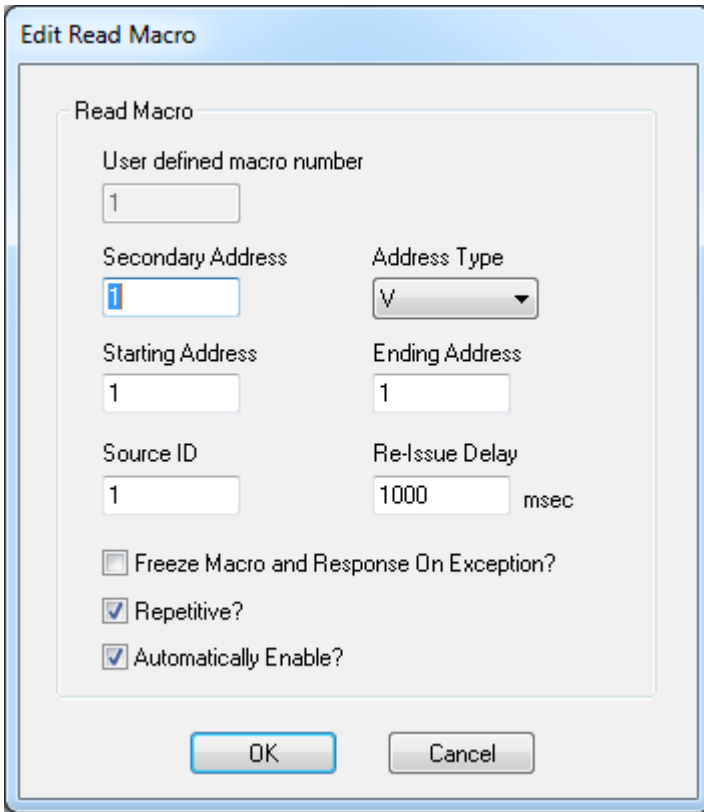 Edit Read Macro
Read Macro
User defined macro number
1
Secondary Address Address Type
1 V
Starting Address Ending Address
1 1
Source ID Re-Issue Delay
1 1000 msec
Freeze Macro and Response On Exception?
Repetitive?
Automatically Enable?
OK Cancel